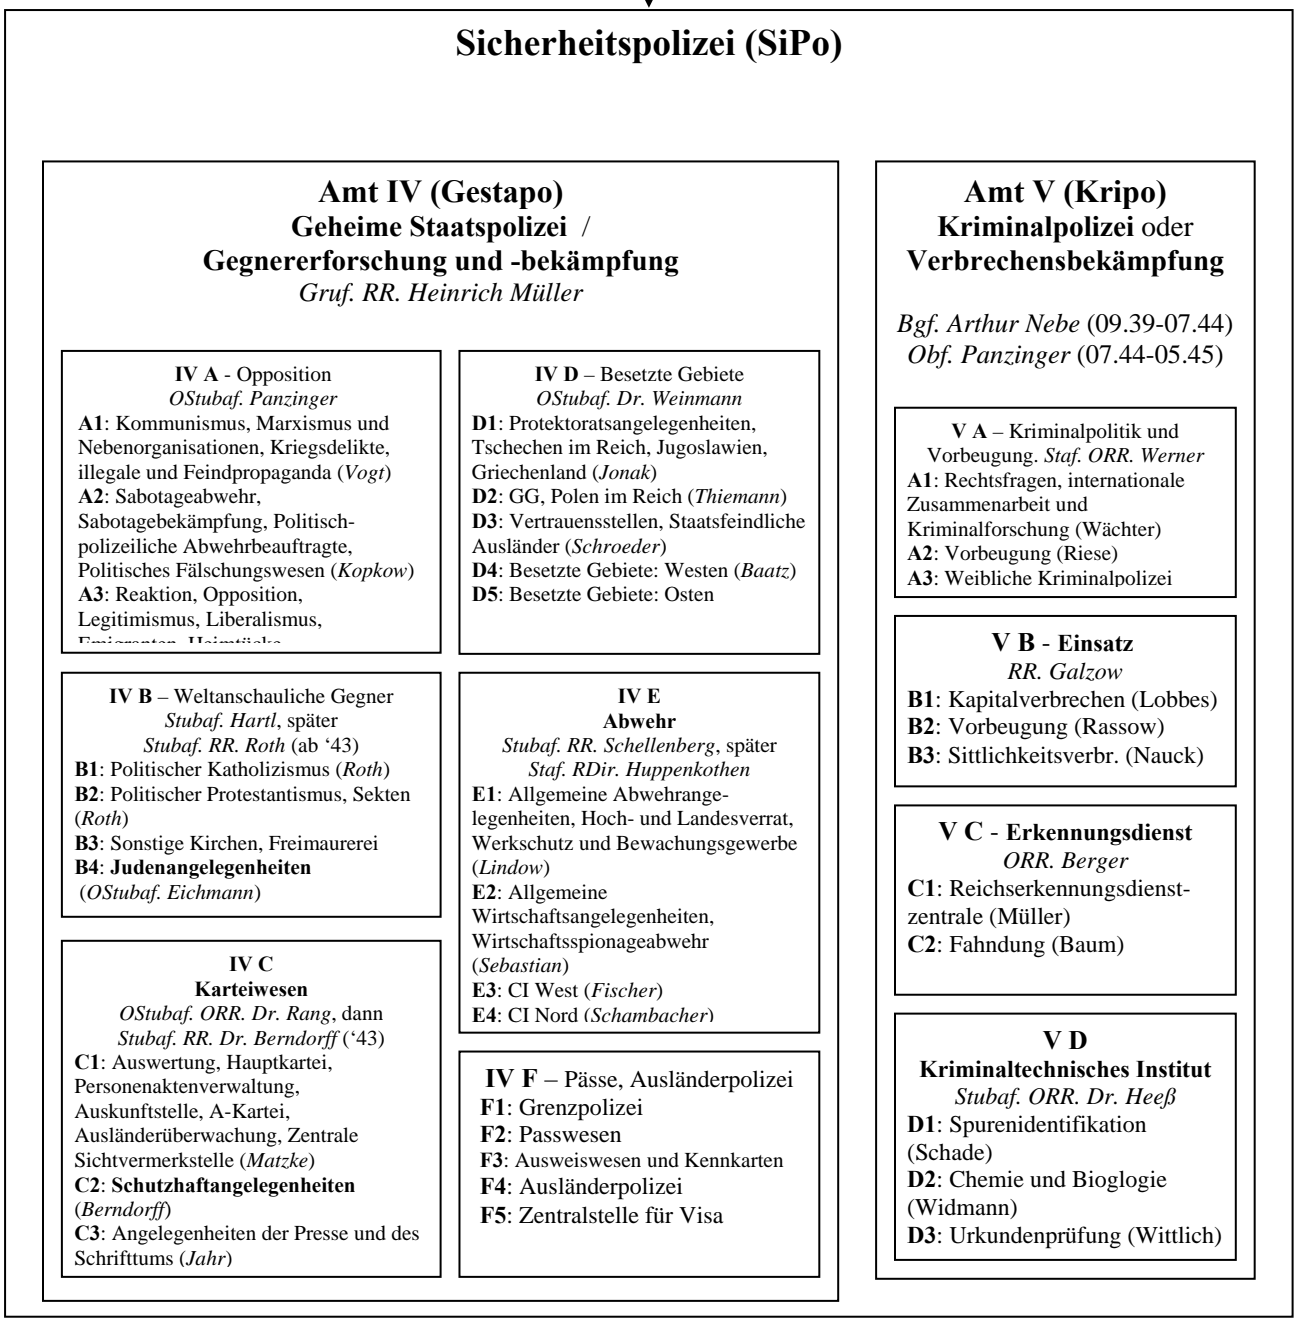 Sicherheitspolizei (SiPo)
Amt IV (Gestapo)
Geheime Staatspolizei /
Gegnererforschung und -bekämpfung
Gruf. RR. Heinrich Müller
IV A - Opposition
OStubaf. Panzinger
A1: Kommunismus, Marxismus und
Nebenorganisationen, Kriegsdelikte,
illegale und Feindpropaganda (Vogt)
A2: Sabotageabwehr,
Sabotagebekämpfung, Politisch-
polizeiliche Abwehrbeauftragte,
Politisches Fälschungswesen (Kopkow)
A3: Reaktion, Opposition,
Legitimismus, Liberalismus,
Emigranten, Heimtücke
IV B – Weltanschauliche Gegner
Stubaf. Hartl, später
Stubaf. RR. Roth (ab ‘43)
B1: Politischer Katholizismus (Roth)
B2: Politischer Protestantismus, Sekten
(Roth)
B3: Sonstige Kirchen, Freimaurerei
B4: Judenangelegenheiten
(OStubaf. Eichmann)
IV C
Karteiwesen
OStubaf. ORR. Dr. Rang, dann
Stubaf. RR. Dr. Berndorff (‘43)
C1: Auswertung, Hauptkartei,
Personenaktenverwaltung,
Auskunftstelle, A-Kartei,
Ausländerüberwachung, Zentrale
Sichtvermerkstelle (Matzke)
C2: Schutzhaftangelegenheiten
(Berndorff)
C3: Angelegenheiten der Presse und des
Schrifttums (Jahr)
IV D – Besetzte Gebiete
OStubaf. Dr. Weinmann
D1: Protektoratsangelegenheiten,
Tschechen im Reich, Jugoslawien,
Griechenland (Jonak)
D2: GG, Polen im Reich (Thiemann)
D3: Vertrauensstellen, Staatsfeindliche
Ausländer (Schroeder)
D4: Besetzte Gebiete: Westen (Baatz)
D5: Besetzte Gebiete: Osten
IV E
Abwehr
Stubaf. RR. Schellenberg, später
Staf. RDir. Huppenkothen
E1: Allgemeine Abwehrange-
legenheiten, Hoch- und Landesverrat,
Werkschutz und Bewachungsgewerbe
(Lindow)
E2: Allgemeine
Wirtschaftsangelegenheiten,
Wirtschaftsspionageabwehr
(Sebastian)
E3: CI West (Fischer)
E4: CI Nord (Schambacher)
IV F – Pässe, Ausländerpolizei
F1: Grenzpolizei
F2: Passwesen
F3: Ausweiswesen und Kennkarten
F4: Ausländerpolizei
F5: Zentralstelle für Visa
Amt V (Kripo)
Kriminalpolizei oder
Verbrechensbekämpfung
Bgf. Arthur Nebe (09.39-07.44)
Obf. Panzinger (07.44-05.45)
V A – Kriminalpolitik und
Vorbeugung. Staf. ORR. Werner
A1: Rechtsfragen, internationale
Zusammenarbeit und
Kriminalforschung (Wächter)
A2: Vorbeugung (Riese)
A3: Weibliche Kriminalpolizei
V B - Einsatz
RR. Galzow
B1: Kapitalverbrechen (Lobbes)
B2: Vorbeugung (Rassow)
B3: Sittlichkeitsverbr. (Nauck)
V C - Erkennungsdienst
ORR. Berger
C1: Reichserkennungsdienst-
zentrale (Müller)
C2: Fahndung (Baum)
V D
Kriminaltechnisches Institut
Stubaf. ORR. Dr. Heeß
D1: Spurenidentifikation
(Schade)
D2: Chemie und Bioglogie
(Widmann)
D3: Urkundenprüfung (Wittlich)